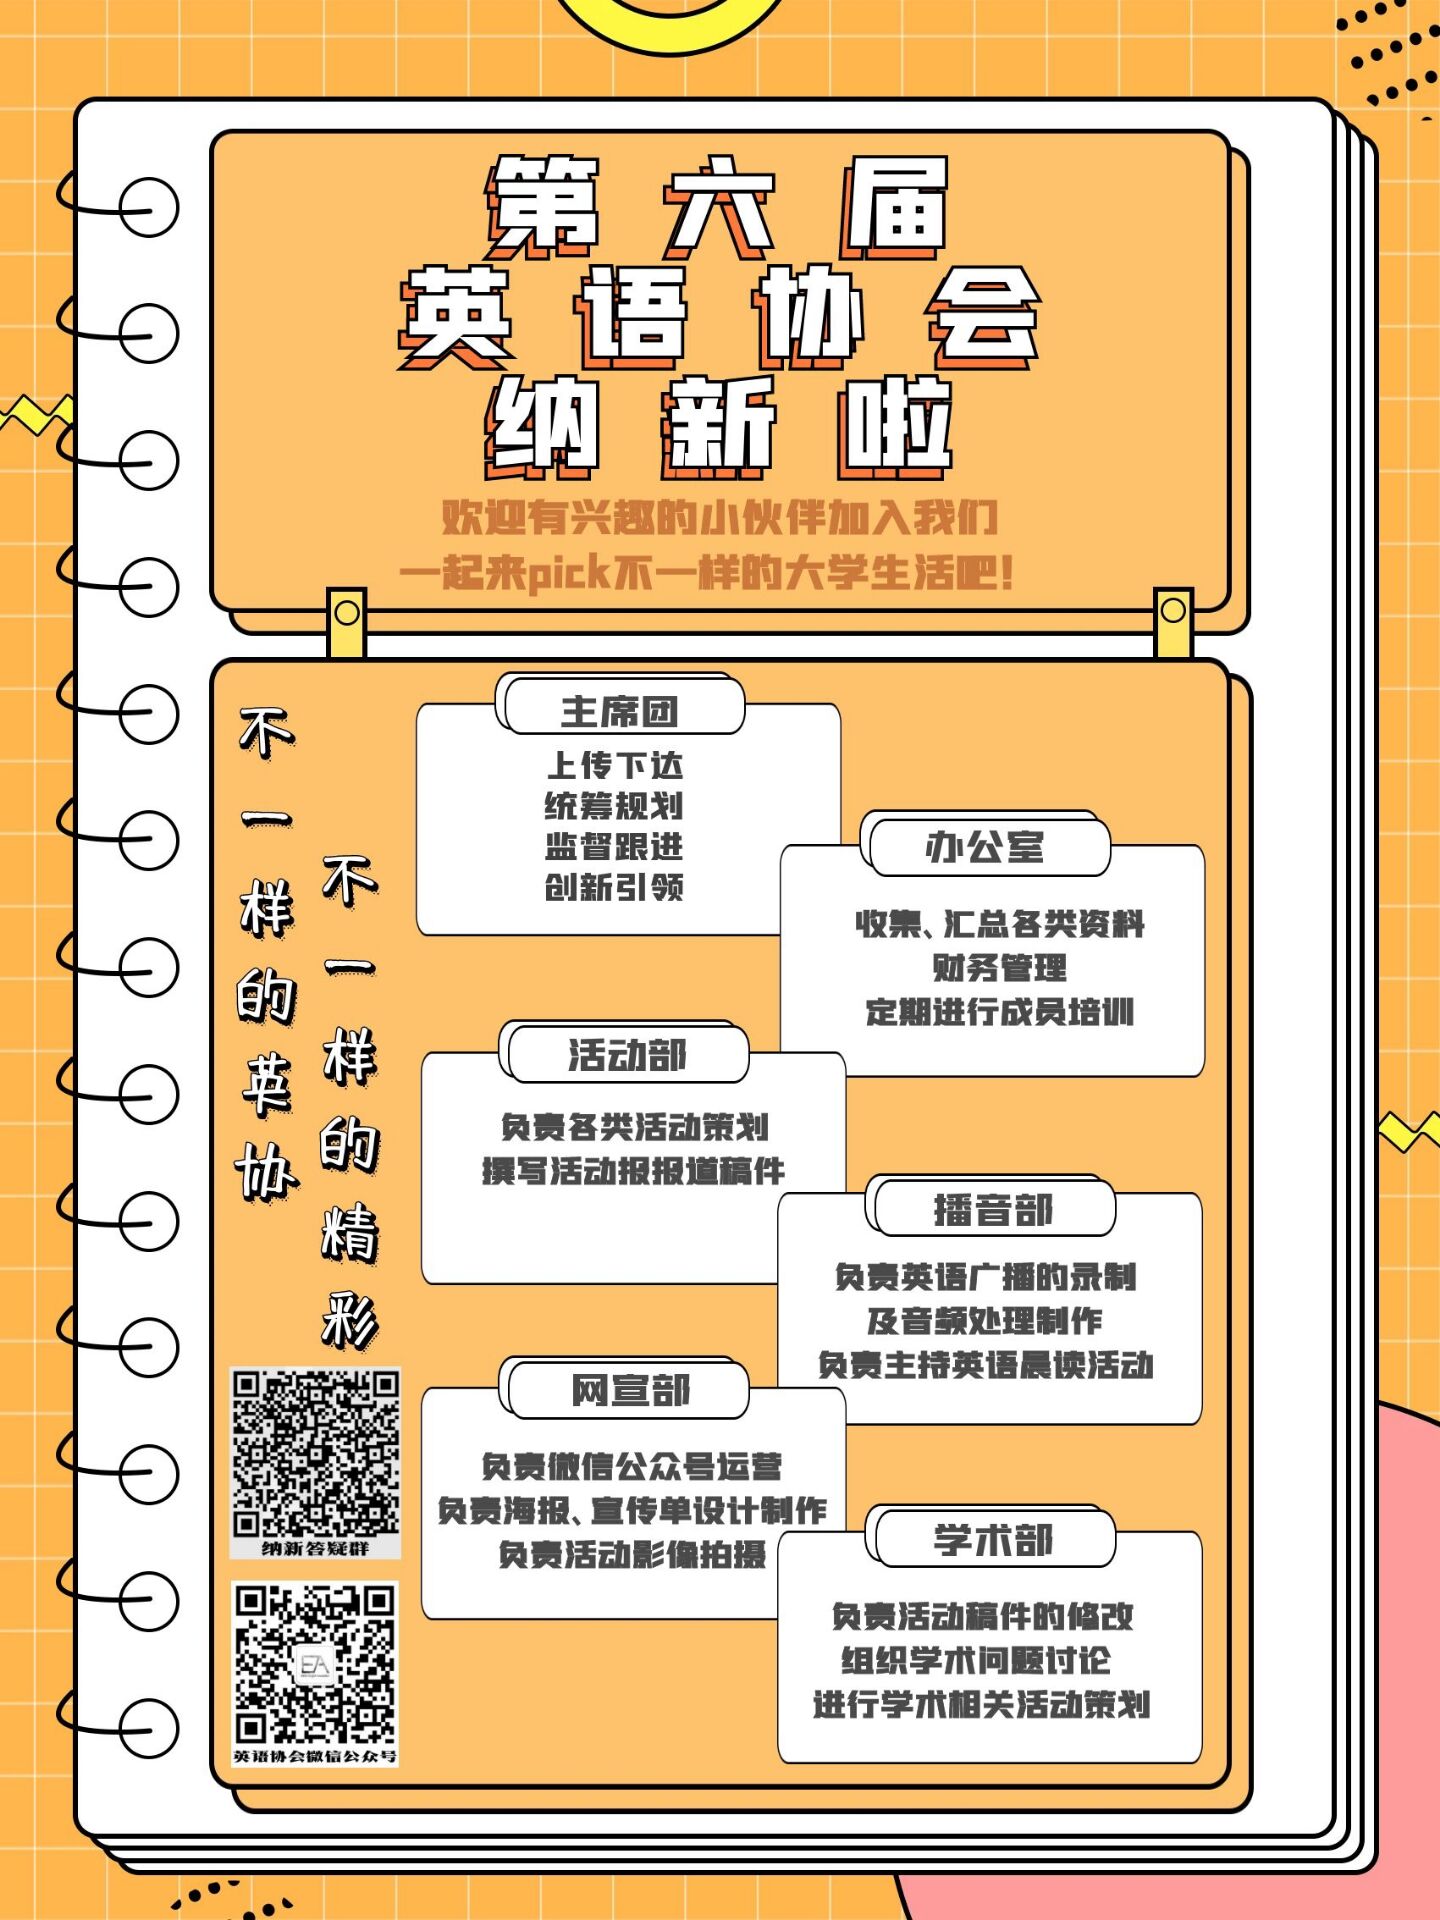 第六届
英语协会
纳新啦
欢迎有兴趣的小伙伴加入我们
一起来pick不一样的大学生活吧!
不一样的英协
不一样的精彩
主席团
上传下达
统筹规划
监督跟进
创新引领
办公室
收集、汇总各类资料
财务管理
定期进行成员培训
活动部
负责各类活动策划
撰写活动报报道稿件
播音部
负责英语广播的录制
及音频处理制作
负责主持英语晨读活动
网宣部
负责微信公众号运营
负责海报、宣传单设计制作
负责活动影像拍摄
学术部
负责活动稿件的修改
组织学术问题讨论
进行学术相关活动策划
纳新答疑群
EA
英语协会微信公众号